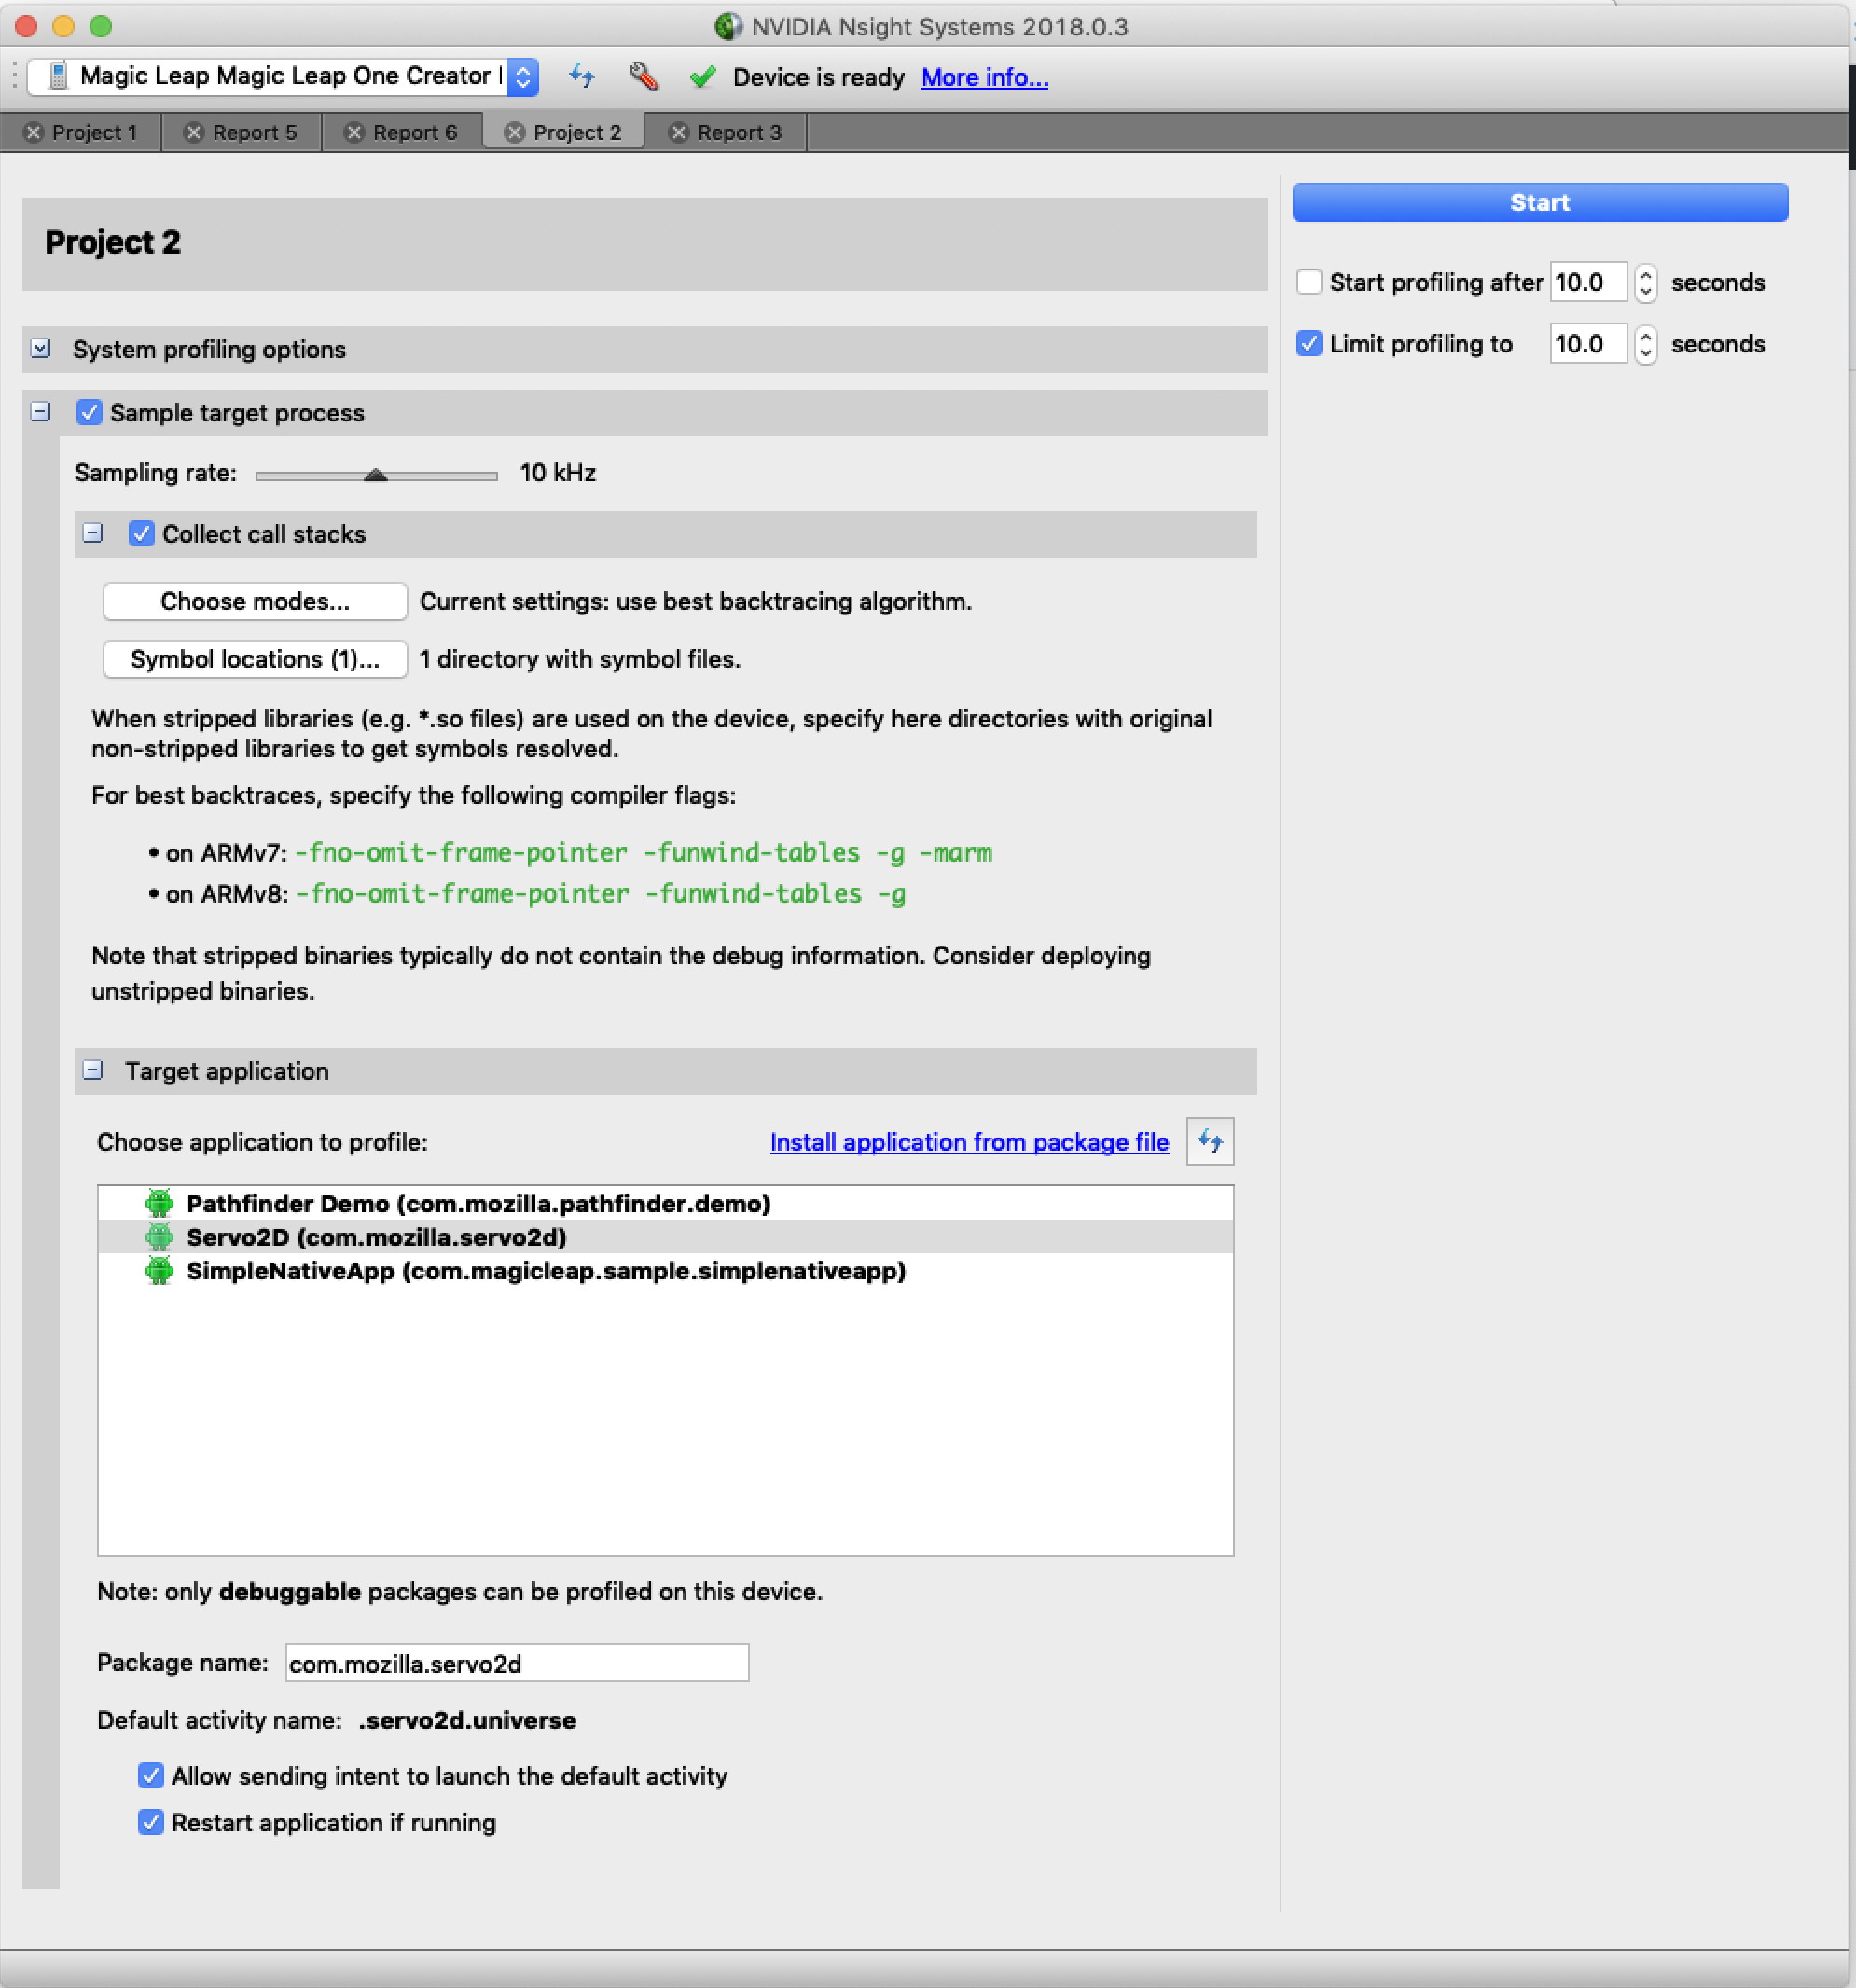 NVIDIA Nsight Systems 2018.0.3
Magic Leap Magic Leap One Creator
Device is ready More info...
Project 1 Report 5 Report 6 Project 2 Report 3
Project 2
Start
Start profiling after 10.0 seconds
Limit profiling to 10.0 seconds
System profiling options
Sample target process
Sampling rate: 10 kHz
Collect call stacks
Choose modes... Current settings: use best backtracing algorithm.
Symbol locations (1)... 1 directory with symbol files.
When stripped libraries (e.g. *.so files) are used on the device, specify here directories with original
non-stripped libraries to get symbols resolved.
For best backtraces, specify the following compiler flags:
• on ARMv7: -fno-omit-frame-pointer -funwind-tables -g -marm
• on ARMv8: -fno-omit-frame-pointer -funwind-tables -g
Note that stripped binaries typically do not contain the debug information. Consider deploying
unstripped binaries.
Target application
Choose application to profile: Install application from package file
Pathfinder Demo (com.mozilla.pathfinder.demo)
Servo2D (com.mozilla.servo2d)
SimpleNativeApp (com.magicleap.sample.simplenativeapp)
Note: only debuggable packages can be profiled on this device.
Package name: com.mozilla.servo2d
Default activity name: .servo2d.universe
Allow sending intent to launch the default activity
Restart application if running